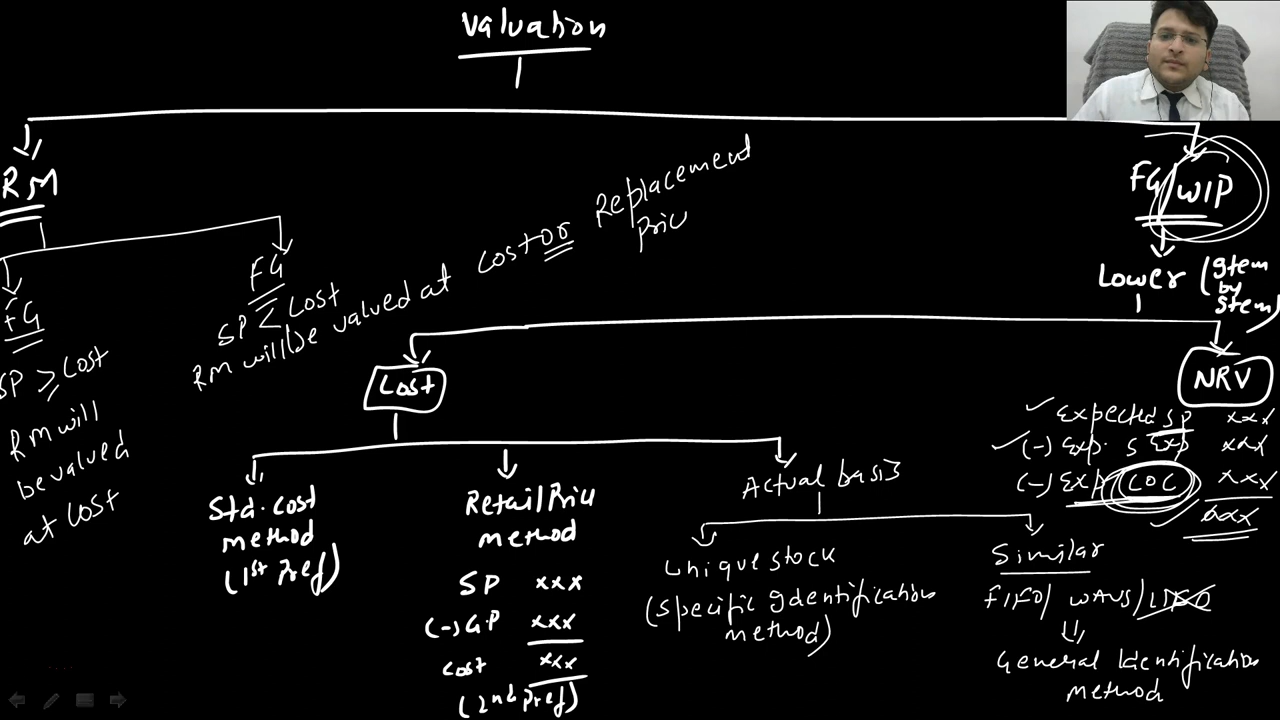 Valuation
RM
FG/WIP
FG
SP ≥ Cost
RM will
be valued
at cost
FG
SP < Cost
RM will be valued at cost or Replacement
Price
Lower (Item
by
Item)
Cost
NRV
Expected SP xxx
(-) Exp. S Exp xxx
(-) Exp COC xxx
xxx
Std. cost
method
(1st Pref)
Retail Price
method
SP xxx
(-) GP xxx
cost xxx
(2nd Pref)
Actual basis
Unique stock
(Specific Identification
method)
Similar
FIFO/ WAVG/ LIFO
General Identification
method